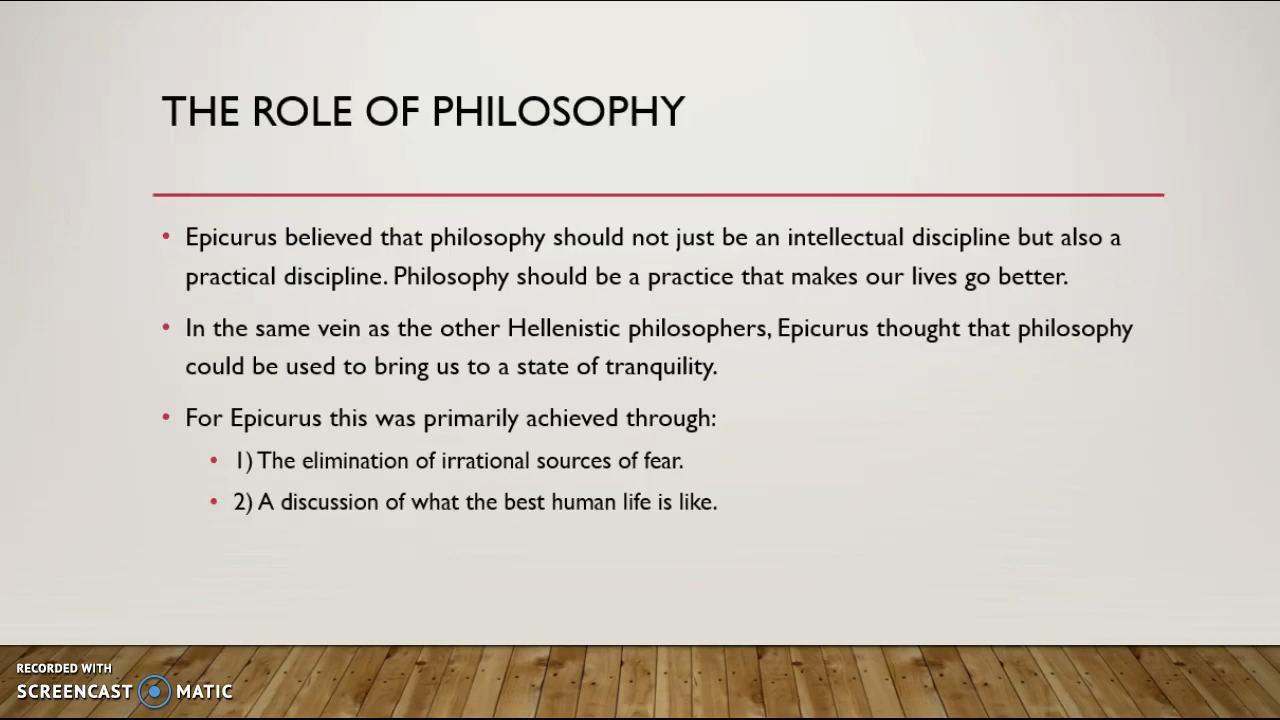 THE ROLE OF PHILOSOPHY
• Epicurus believed that philosophy should not just be an intellectual discipline but also a
practical discipline. Philosophy should be a practice that makes our lives go better.
• In the same vein as the other Hellenistic philosophers, Epicurus thought that philosophy
could be used to bring us to a state of tranquility.
• For Epicurus this was primarily achieved through:
• 1) The elimination of irrational sources of fear.
• 2) A discussion of what the best human life is like.
RECORDED WITH
SCREENCAST MATIC